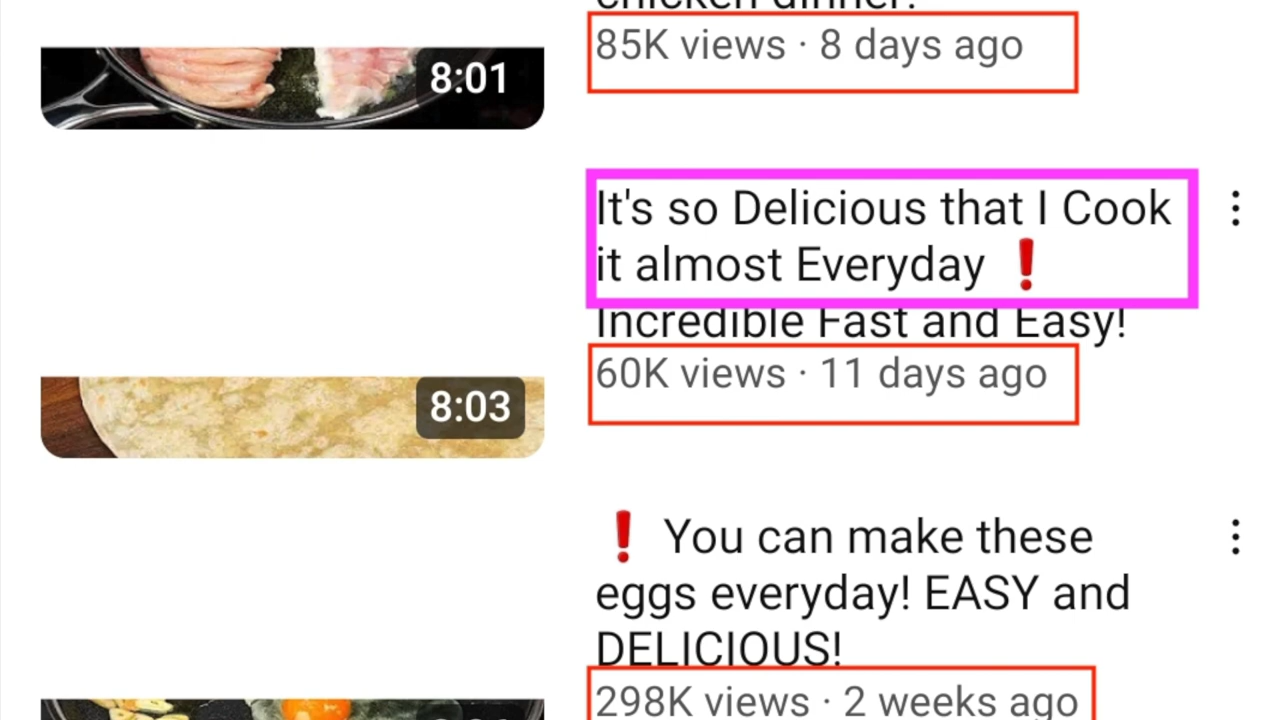 chicken dinner!
85K views · 8 days ago
8:01
It's so Delicious that I Cook
it almost Everyday ❗
Incredible Fast and Easy!
60K views · 11 days ago
8:03
❗ You can make these
eggs everyday! EASY and
DELICIOUS!
298K views · 2 weeks ago